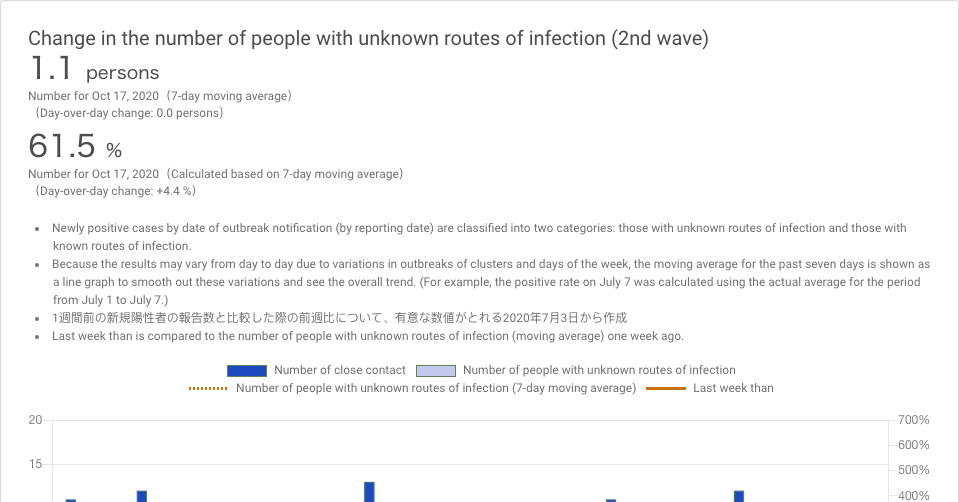 Change in the number of people with unknown routes of infection (2nd wave)
1.1 persons
Number for Oct 17, 2020（7-day moving average）
（Day-over-day change: 0.0 persons）
61.5 %
Number for Oct 17, 2020（Calculated based on 7-day moving average）
（Day-over-day change: +4.4 %）
• Newly positive cases by date of outbreak notification (by reporting date) are classified into two categories: those with unknown routes of infection and those with
known routes of infection.
• Because the results may vary from day to day due to variations in outbreaks of clusters and days of the week, the moving average for the past seven days is shown as
a line graph to smooth out these variations and see the overall trend. (For example, the positive rate on July 7 was calculated using the actual average for the period
from July 1 to July 7.)
• 1週間前の新規陽性者の報告数と比較した際の前週比について、有意な数値がとれる2020年7月3日から作成
• Last week than is compared to the number of people with unknown routes of infection (moving average) one week ago.
Number of close contact Number of people with unknown routes of infection
Number of people with unknown routes of infection (7-day moving average) Last week than
20 700%
600%
15 500%
400%